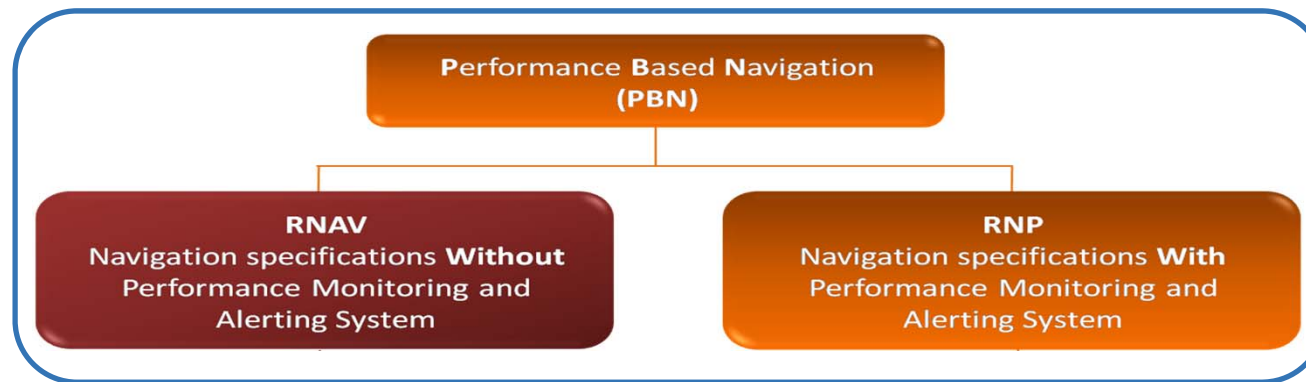 Performance Based Navigation
(PBN)
RNAV
Navigation specifications Without
Performance Monitoring and
Alerting System
RNP
Navigation specifications With
Performance Monitoring and
Alerting System